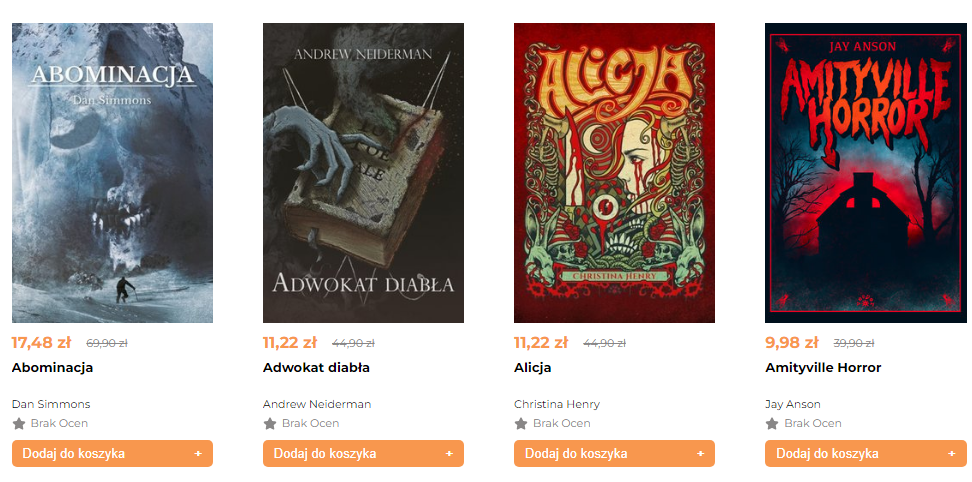 ABOMINACJA
Dan Simmons
ANDREW NEIDERMAN
ADWOKAT DIABŁA
ALICJA
CHRISTINA HENRY
JAY ANSON
AMITYVILLE
HORROR
17,48 zł 69,90 zł
Abominacja
Dan Simmons
Brak Ocen
Dodaj do koszyka +
11,22 zł 44,90 zł
Adwokat diabła
Andrew Neiderman
Brak Ocen
Dodaj do koszyka +
11,22 zł 44,90 zł
Alicja
Christina Henry
Brak Ocen
Dodaj do koszyka +
9,98 zł 39,90 zł
Amityville Horror
Jay Anson
Brak Ocen
Dodaj do koszyka +